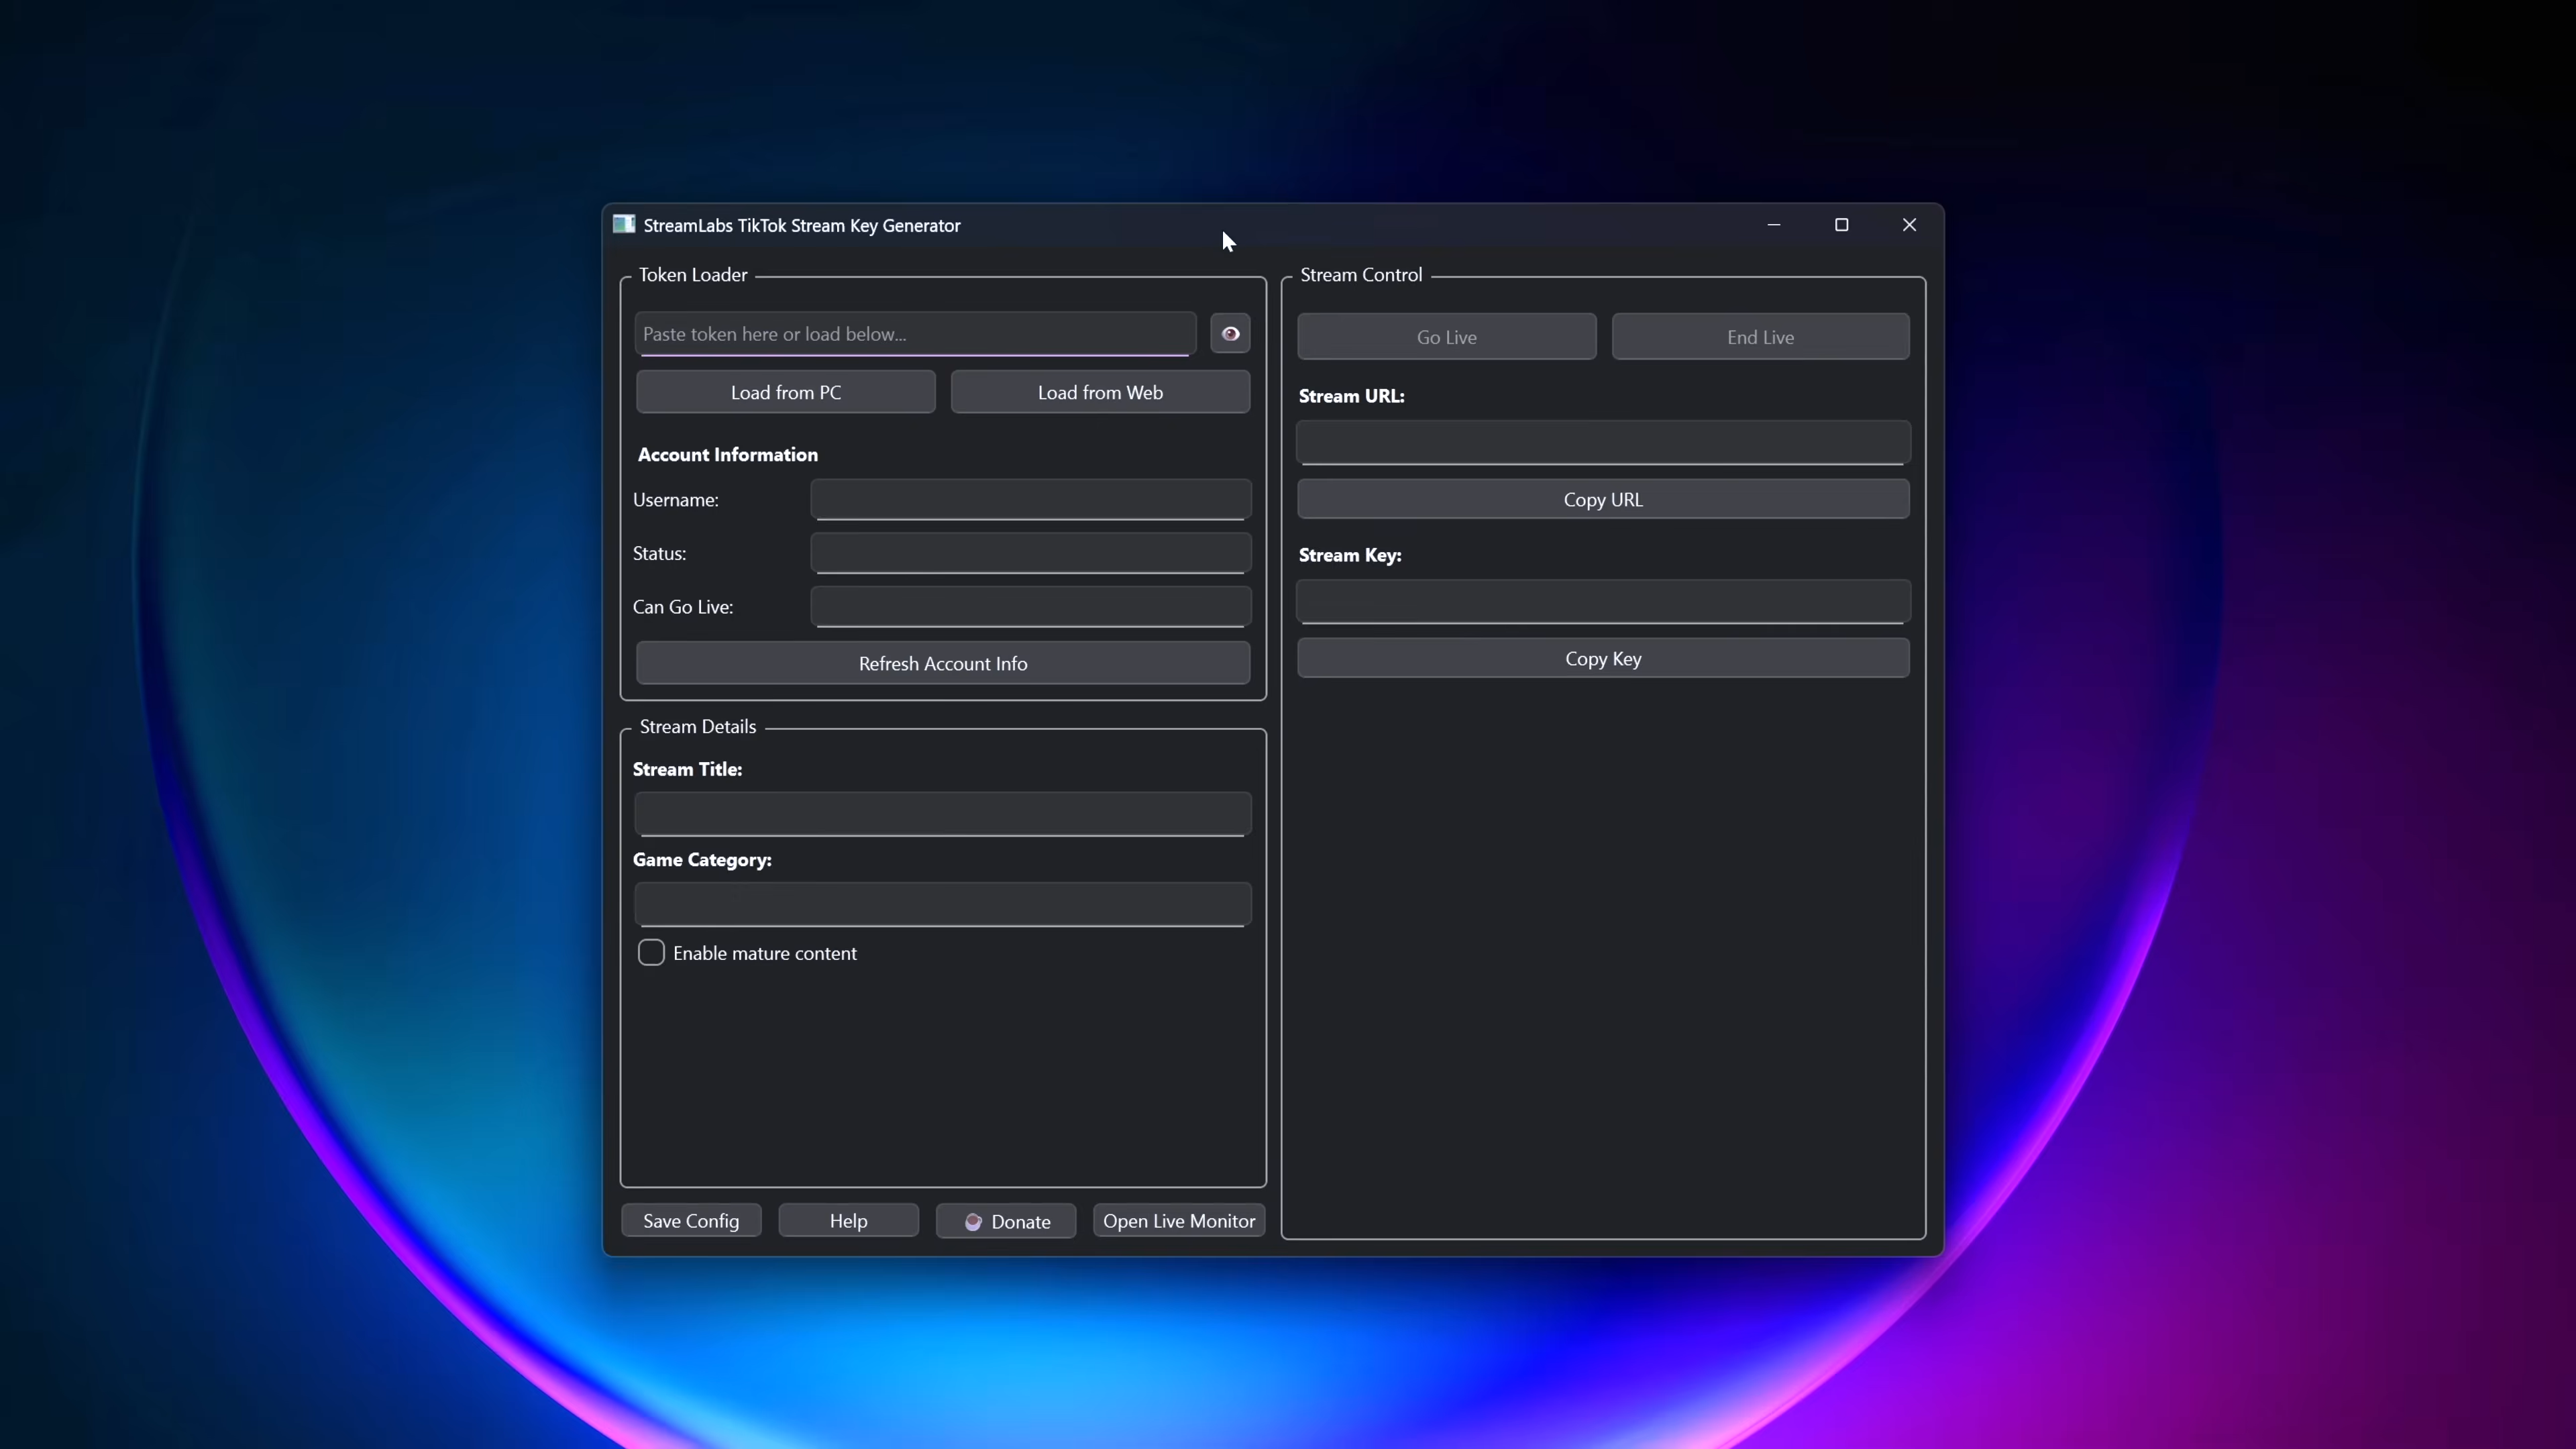 StreamLabs TikTok Stream Key Generator
Token Loader
Paste token here or load below...
Load from PC
Load from Web
Account Information
Username:
Status:
Can Go Live:
Refresh Account Info
Stream Details
Stream Title:
Game Category:
Enable mature content
Save Config
Help
Donate
Open Live Monitor
Stream Control
Go Live
End Live
Stream URL:
Copy URL
Stream Key:
Copy Key